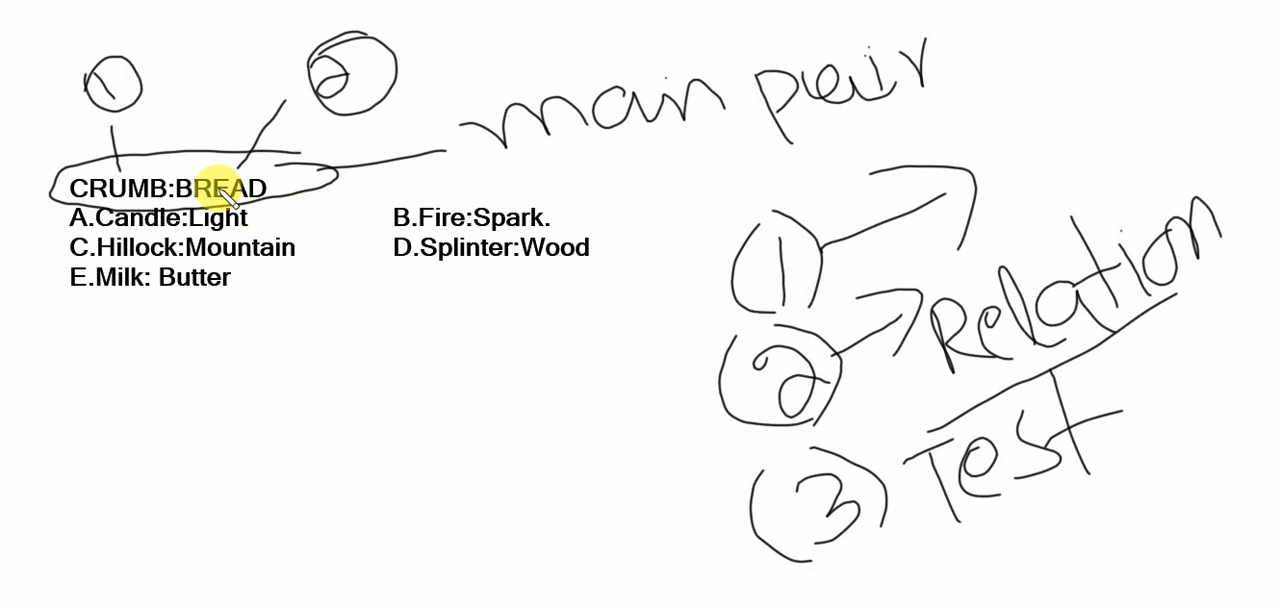 1 2
main pair
CRUMB:BREAD
A.Candle:Light B.Fire:Spark.
C.Hillock:Mountain D.Splinter:Wood
E.Milk: Butter
1
2 Relation
3 Test